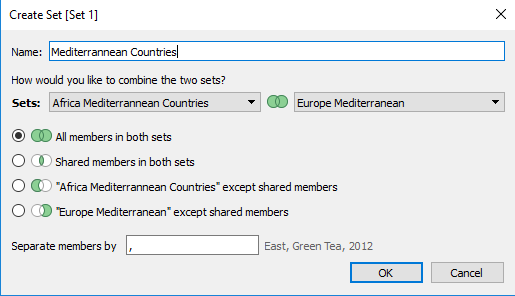 Create Set [Set 1]
Name: Mediterrannean Countries
How would you like to combine the two sets?
Sets: Africa Mediterrannean Countries Europe Mediterranean
All members in both sets
Shared members in both sets
"Africa Mediterrannean Countries" except shared members
"Europe Mediterranean" except shared members
Separate members by , East, Green Tea, 2012
OK Cancel